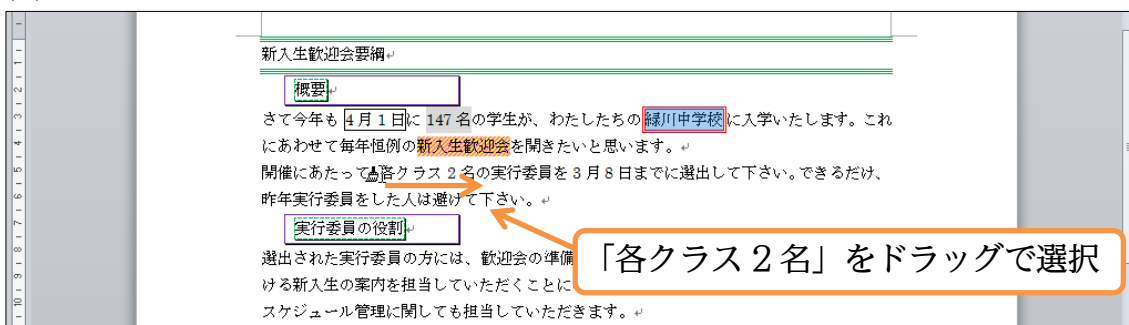 新入生歓迎会要綱
概要
さて今年も4月1日に 147 名の学生が、わたしたちの緑川中学校に入学いたします。これ
にあわせて毎年恒例の新入生歓迎会を開きたいと思います。
開催にあたって各クラス 2 名の実行委員を 3 月 8 日までに選出して下さい。できるだけ、
昨年実行委員をした人は避けて下さい。
実行委員の役割
選出された実行委員の方には、歓迎会の準備
ける新入生の案内を担当していただくことに
スケジュール管理に関しても担当していただきます。
「各クラス２名」をドラッグで選択